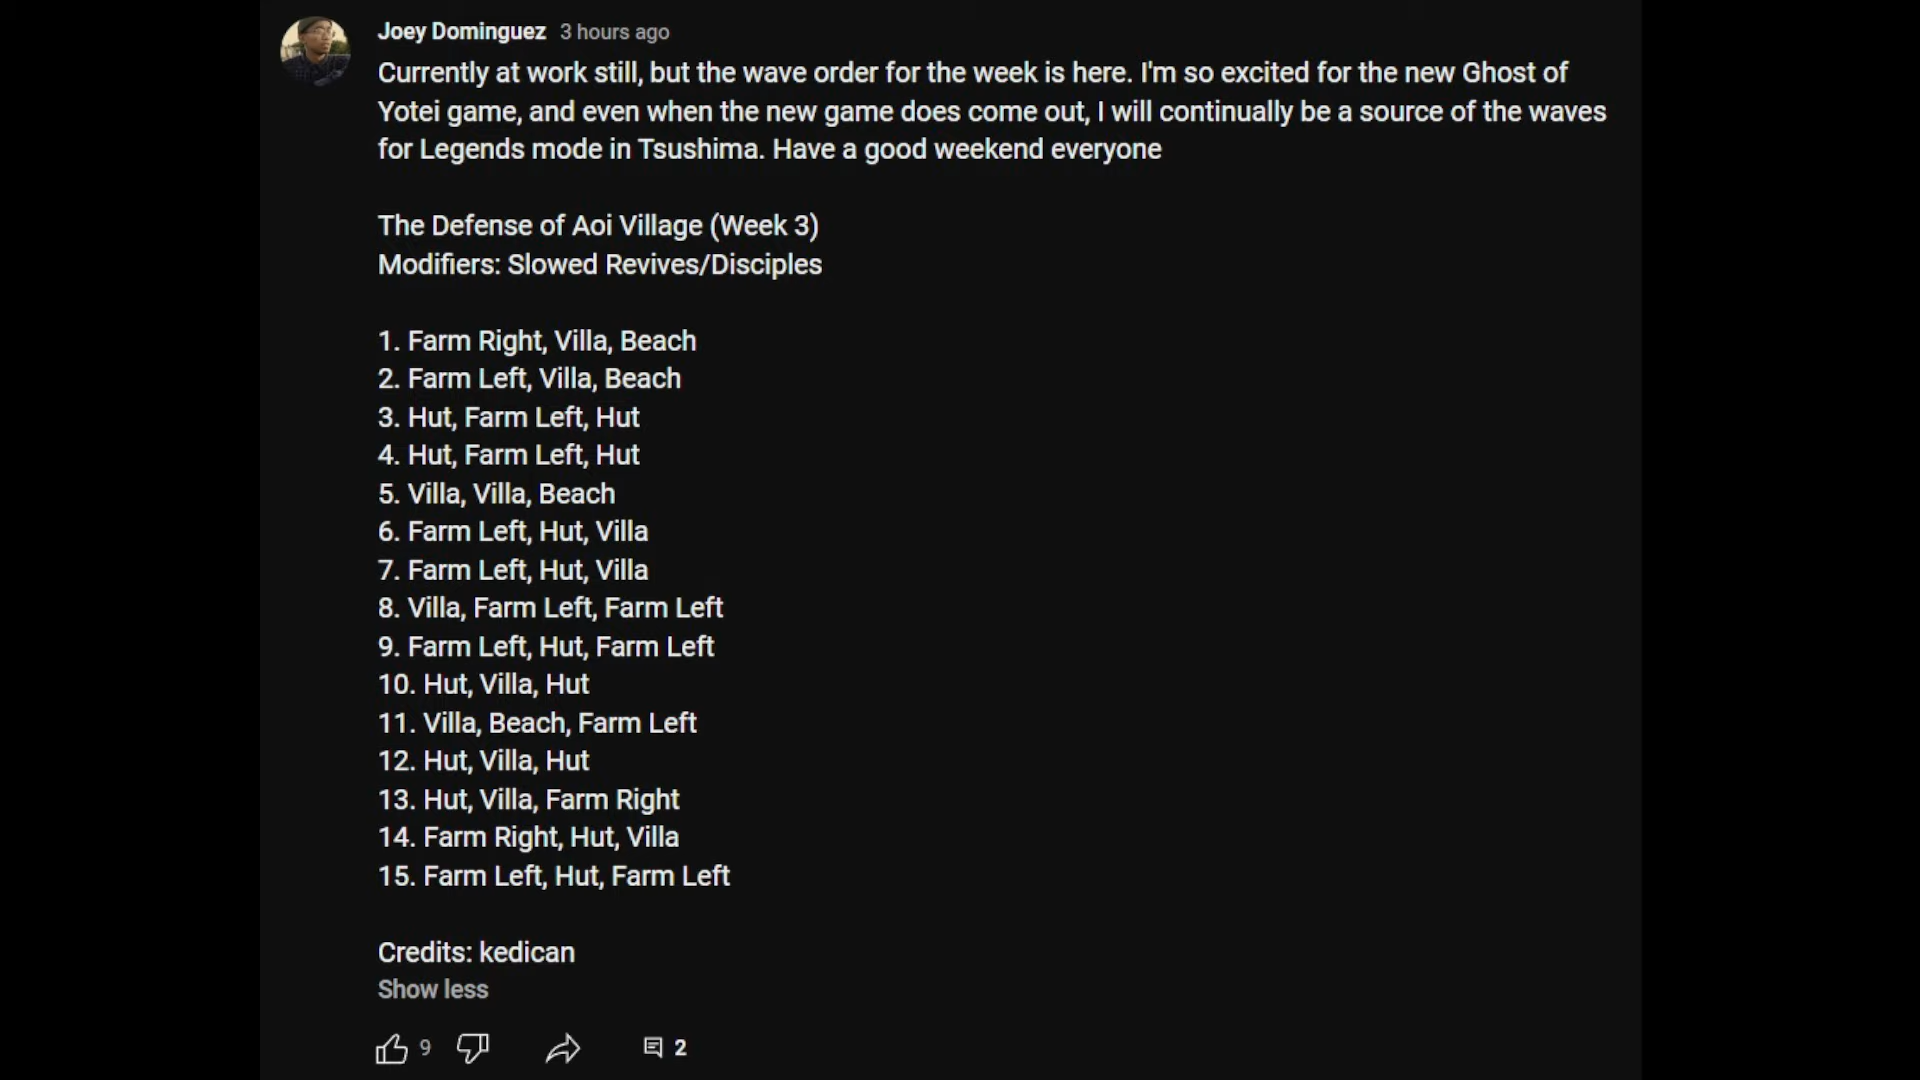 Joey Dominguez 3 hours ago
Currently at work still, but the wave order for the week is here. I'm so excited for the new Ghost of
Yotei game, and even when the new game does come out, I will continually be a source of the waves
for Legends mode in Tsushima. Have a good weekend everyone
The Defense of Aoi Village (Week 3)
Modifiers: Slowed Revives/Disciples
1. Farm Right, Villa, Beach
2. Farm Left, Villa, Beach
3. Hut, Farm Left, Hut
4. Hut, Farm Left, Hut
5. Villa, Villa, Beach
6. Farm Left, Hut, Villa
7. Farm Left, Hut, Villa
8. Villa, Farm Left, Farm Left
9. Farm Left, Hut, Farm Left
10. Hut, Villa, Hut
11. Villa, Beach, Farm Left
12. Hut, Villa, Hut
13. Hut, Villa, Farm Right
14. Farm Right, Hut, Villa
15. Farm Left, Hut, Farm Left
Credits: kedican
Show less
9 2